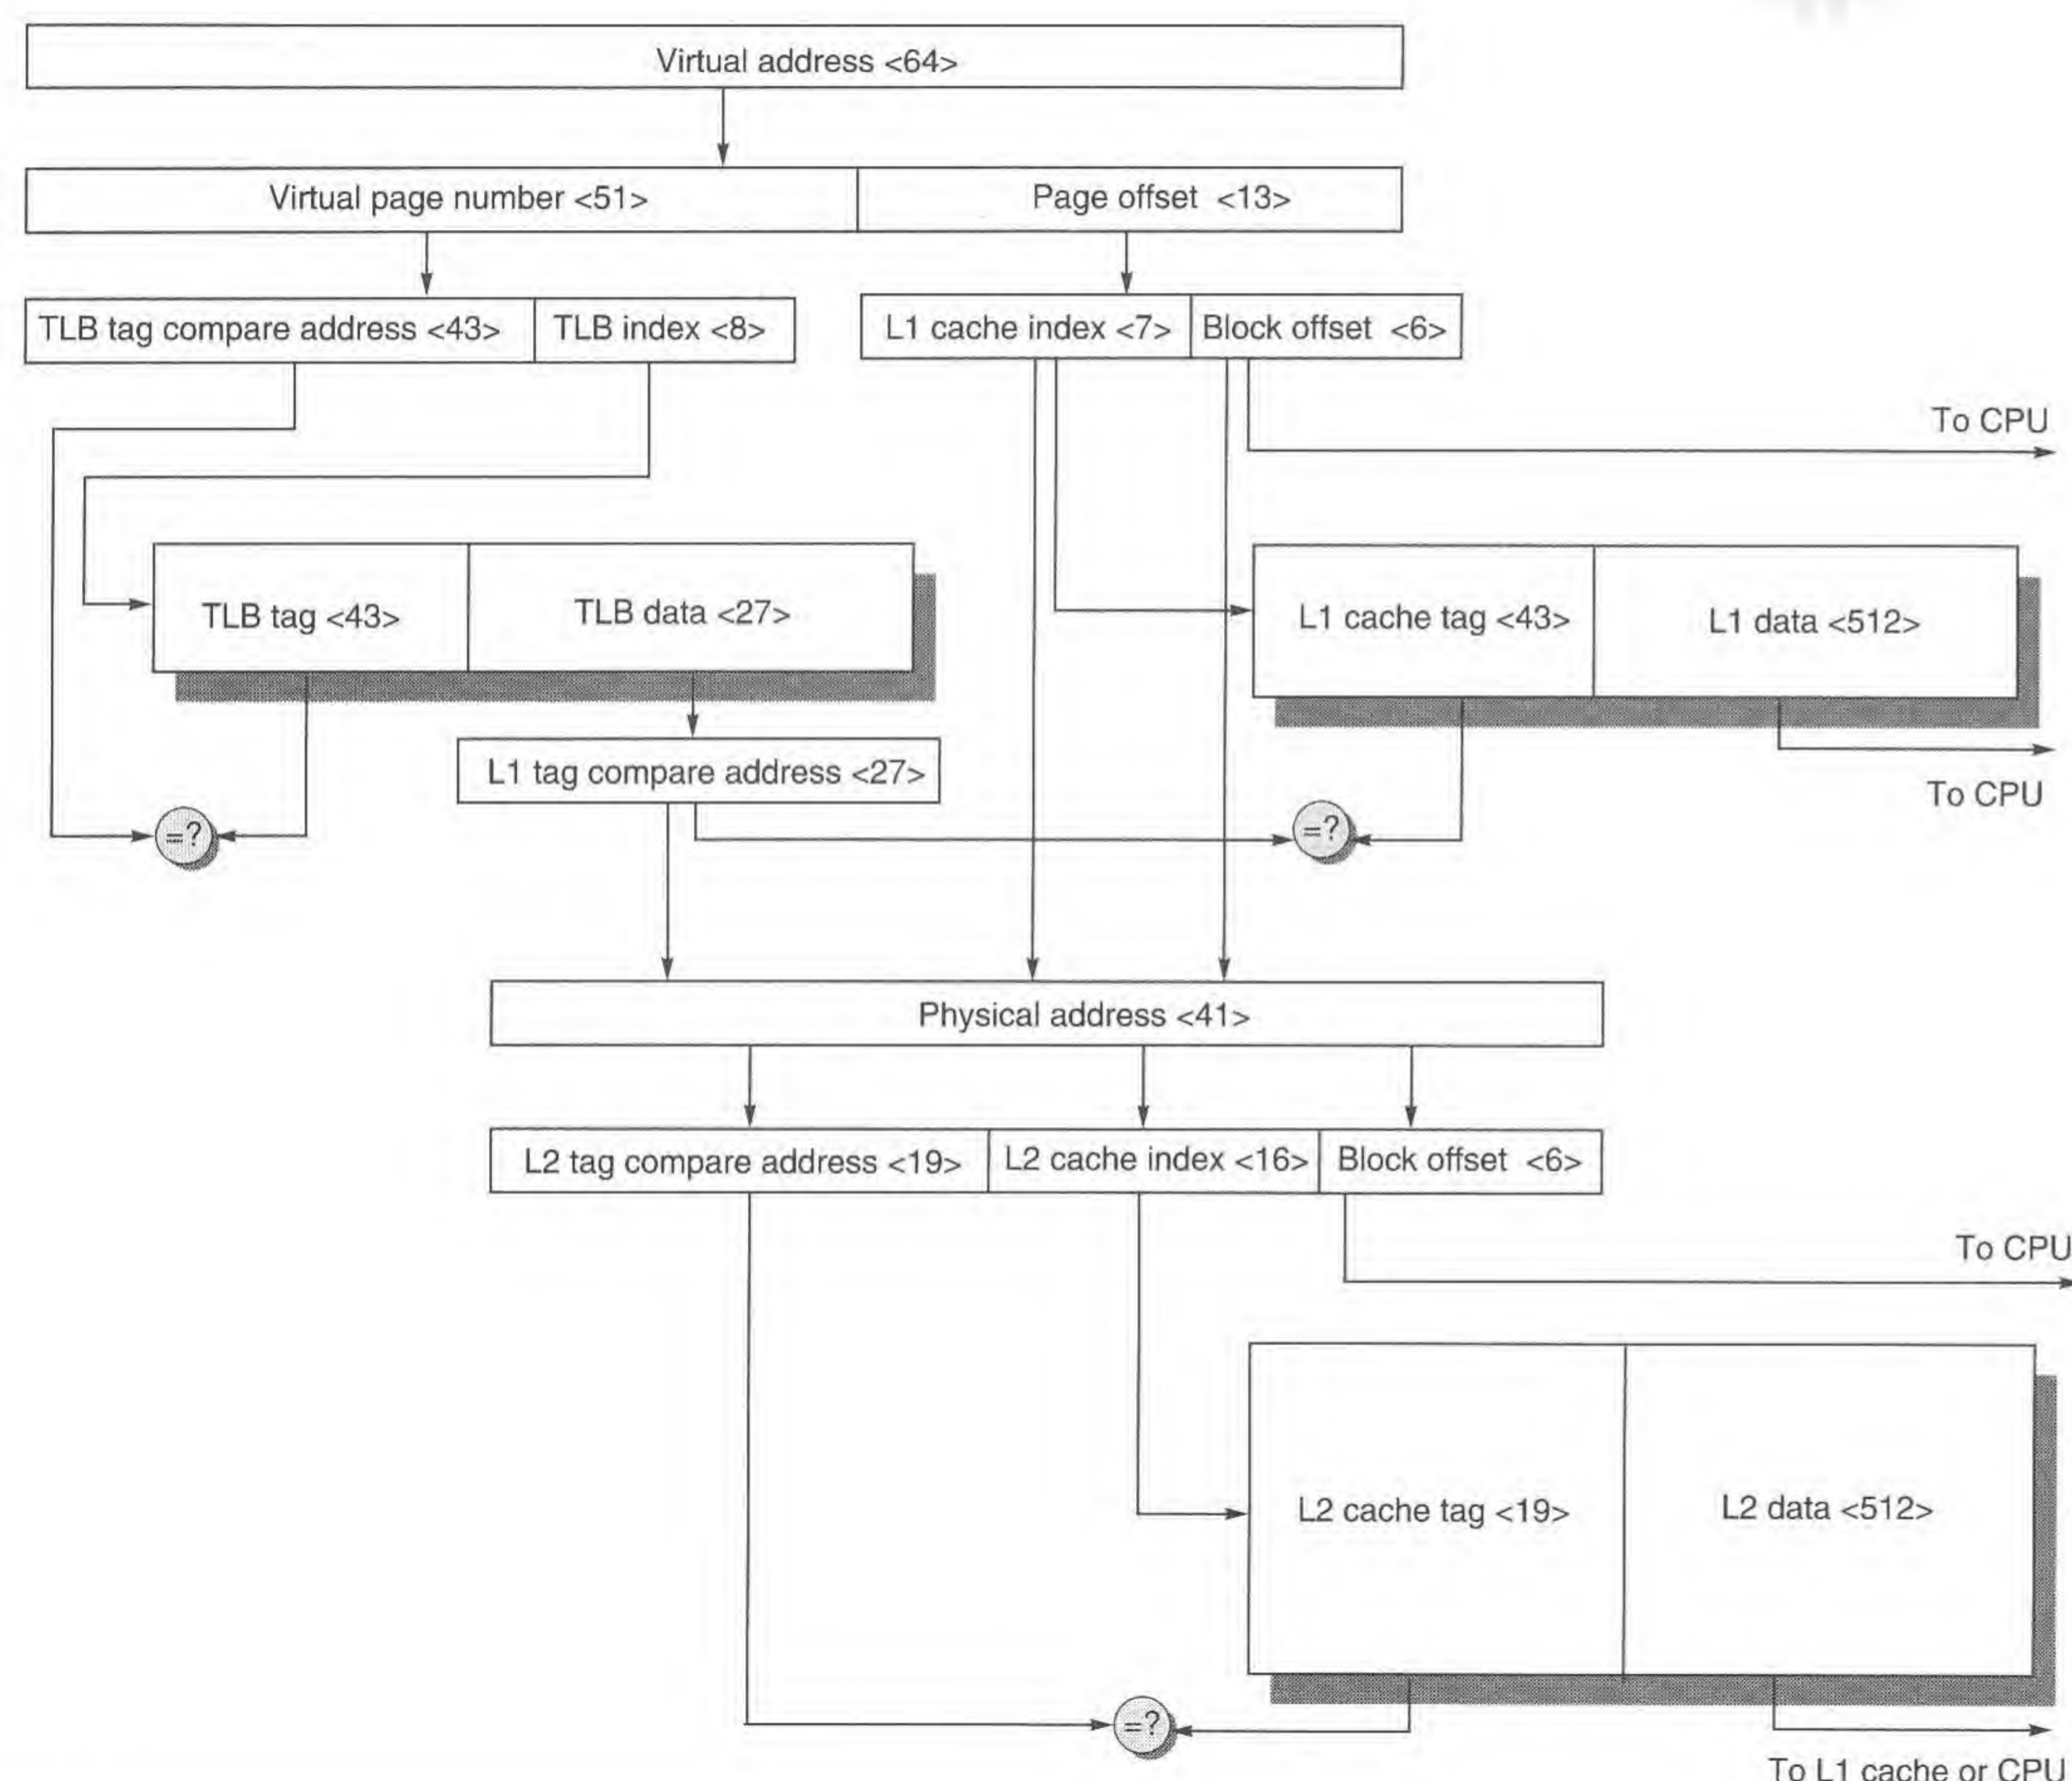 Virtual address <64>
Virtual page number <51> Page offset <13>
TLB tag compare address <43> TLB index <8> L1 cache index <7> Block offset <6>
To CPU
TLB tag <43> TLB data <27> L1 cache tag <43> L1 data <512>
L1 tag compare address <27>
To CPU
=? =?
Physical address <41>
L2 tag compare address <19> L2 cache index <16> Block offset <6>
To CPU
L2 cache tag <19> L2 data <512>
=?
To L1 cache or CPU